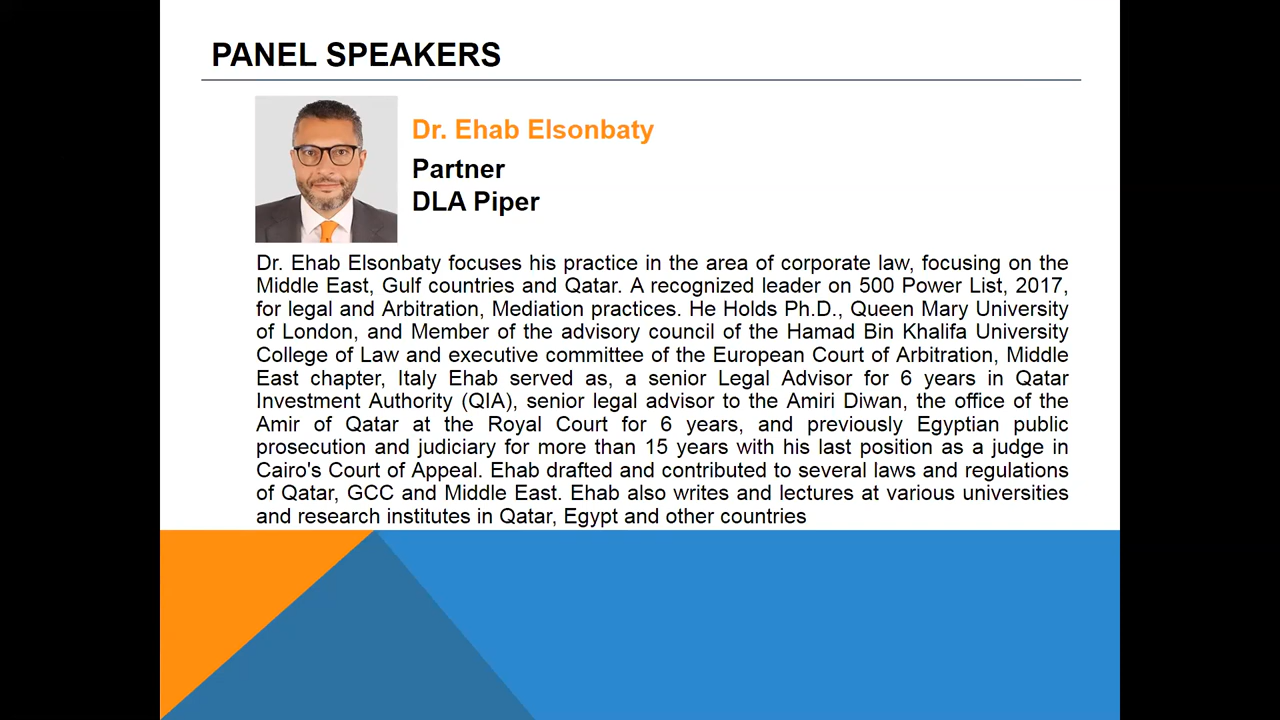 PANEL SPEAKERS
Dr. Ehab Elsonbaty
Partner
DLA Piper
Dr. Ehab Elsonbaty focuses his practice in the area of corporate law, focusing on the
Middle East, Gulf countries and Qatar. A recognized leader on 500 Power List, 2017,
for legal and Arbitration, Mediation practices. He Holds Ph.D., Queen Mary University
of London, and Member of the advisory council of the Hamad Bin Khalifa University
College of Law and executive committee of the European Court of Arbitration, Middle
East chapter, Italy Ehab served as, a senior Legal Advisor for 6 years in Qatar
Investment Authority (QIA), senior legal advisor to the Amiri Diwan, the office of the
Amir of Qatar at the Royal Court for 6 years, and previously Egyptian public
prosecution and judiciary for more than 15 years with his last position as a judge in
Cairo's Court of Appeal. Ehab drafted and contributed to several laws and regulations
of Qatar, GCC and Middle East. Ehab also writes and lectures at various universities
and research institutes in Qatar, Egypt and other countries